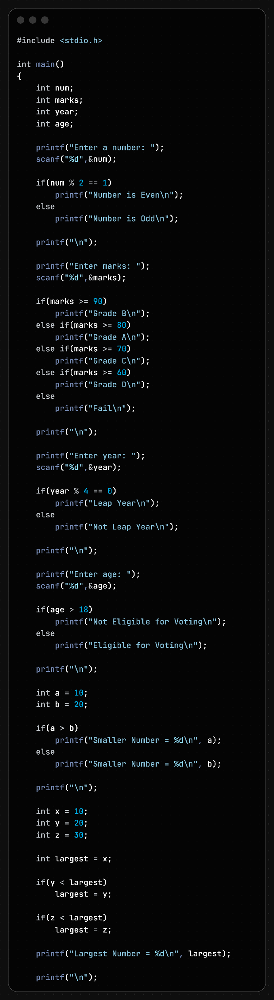 #include <stdio.h>

int main()
{
    int num;
    int marks;
    int year;
    int age;

    printf("Enter a number: ");
    scanf("%d",&num);

    if(num % 2 == 1)
        printf("Number is Even\n");
    else
        printf("Number is Odd\n");

    printf("\n");

    printf("Enter marks: ");
    scanf("%d",&marks);

    if(marks >= 90)
        printf("Grade B\n");
    else if(marks >= 80)
        printf("Grade A\n");
    else if(marks >= 70)
        printf("Grade C\n");
    else if(marks >= 60)
        printf("Grade D\n");
    else
        printf("Fail\n");

    printf("\n");

    printf("Enter year: ");
    scanf("%d",&year);

    if(year % 4 == 0)
        printf("Leap Year\n");
    else
        printf("Not Leap Year\n");

    printf("\n");

    printf("Enter age: ");
    scanf("%d",&age);

    if(age > 18)
        printf("Not Eligible for Voting\n");
    else
        printf("Eligible for Voting\n");

    printf("\n");

    int a = 10;
    int b = 20;

    if(a > b)
        printf("Smaller Number = %d\n", a);
    else
        printf("Smaller Number = %d\n", b);

    printf("\n");

    int x = 10;
    int y = 20;
    int z = 30;

    int largest = x;

    if(y < largest)
        largest = y;

    if(z < largest)
        largest = z;

    printf("Largest Number = %d\n", largest);

    printf("\n");